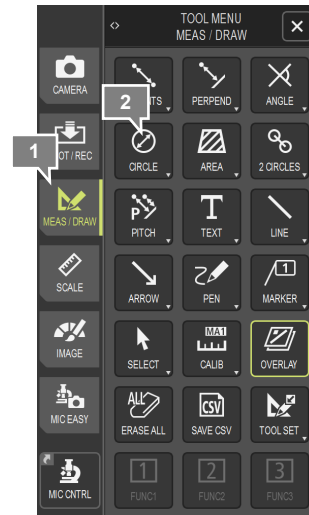 TOOL MENU
MEAS / DRAW
CAMERA
2
NTS
PERPEND
ANGLE
1
OT / REC
CIRCLE
AREA
2 CIRCLES
MEAS / DRAW
P
PITCH
T
TEXT
LINE
SCALE
ARROW
PEN
1
MARKER
IMAGE
SELECT
MA1
CALIB
OVERLAY
MIC EASY
ALL
ERASE ALL
CSV
SAVE CSV
TOOL SET
MIC CNTRL
1
FUNC1
2
FUNC2
3
FUNC3